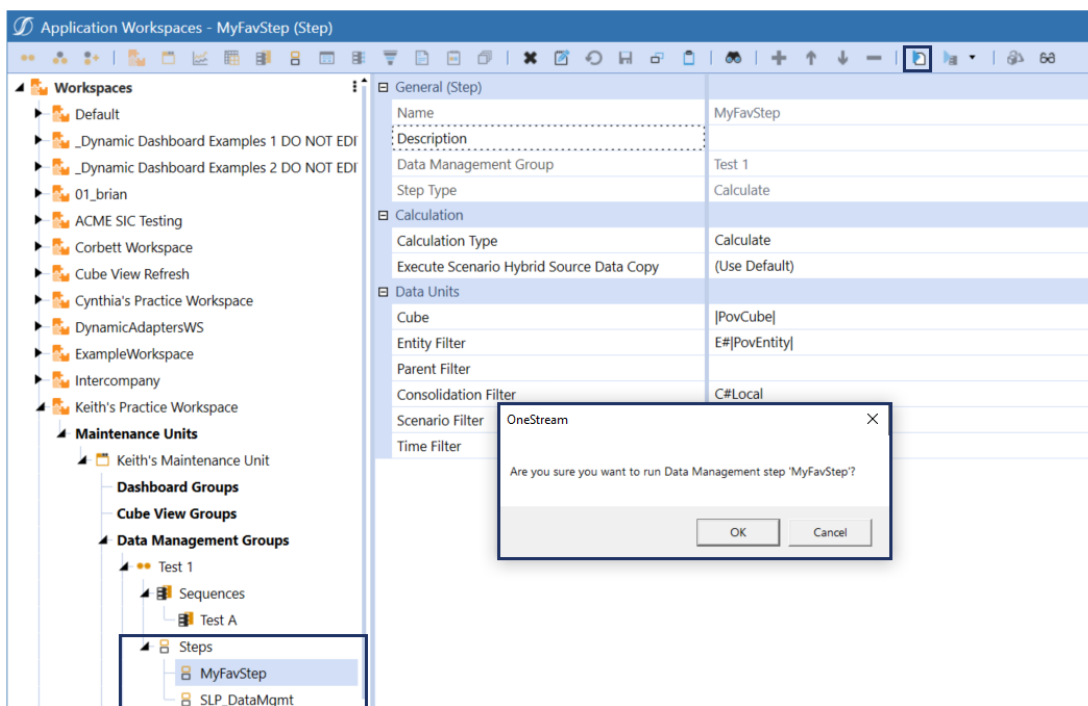 Application Workspaces - MyFavStep (Step)
Workspaces
Default
_Dynamic Dashboard Examples 1 DO NOT EDI
_Dynamic Dashboard Examples 2 DO NOT EDI
01_brian
ACME SIC Testing
Corbett Workspace
Cube View Refresh
Cynthia's Practice Workspace
DynamicAdaptersWS
ExampleWorkspace
Intercompany
Keith's Practice Workspace
Maintenance Units
Keith's Maintenance Unit
Dashboard Groups
Cube View Groups
Data Management Groups
Test 1
Sequences
Test A
Steps
MyFavStep
SLP_DataMgmt
General (Step)
Name MyFavStep
Description
Data Management Group Test 1
Step Type Calculate
Calculation
Calculation Type Calculate
Execute Scenario Hybrid Source Data Copy (Use Default)
Data Units
Cube |PovCube|
Entity Filter E#|PovEntity|
Parent Filter
Consolidation Filter C#Local
Scenario Filter
Time Filter
OneStream
Are you sure you want to run Data Management step 'MyFavStep'?
OK Cancel